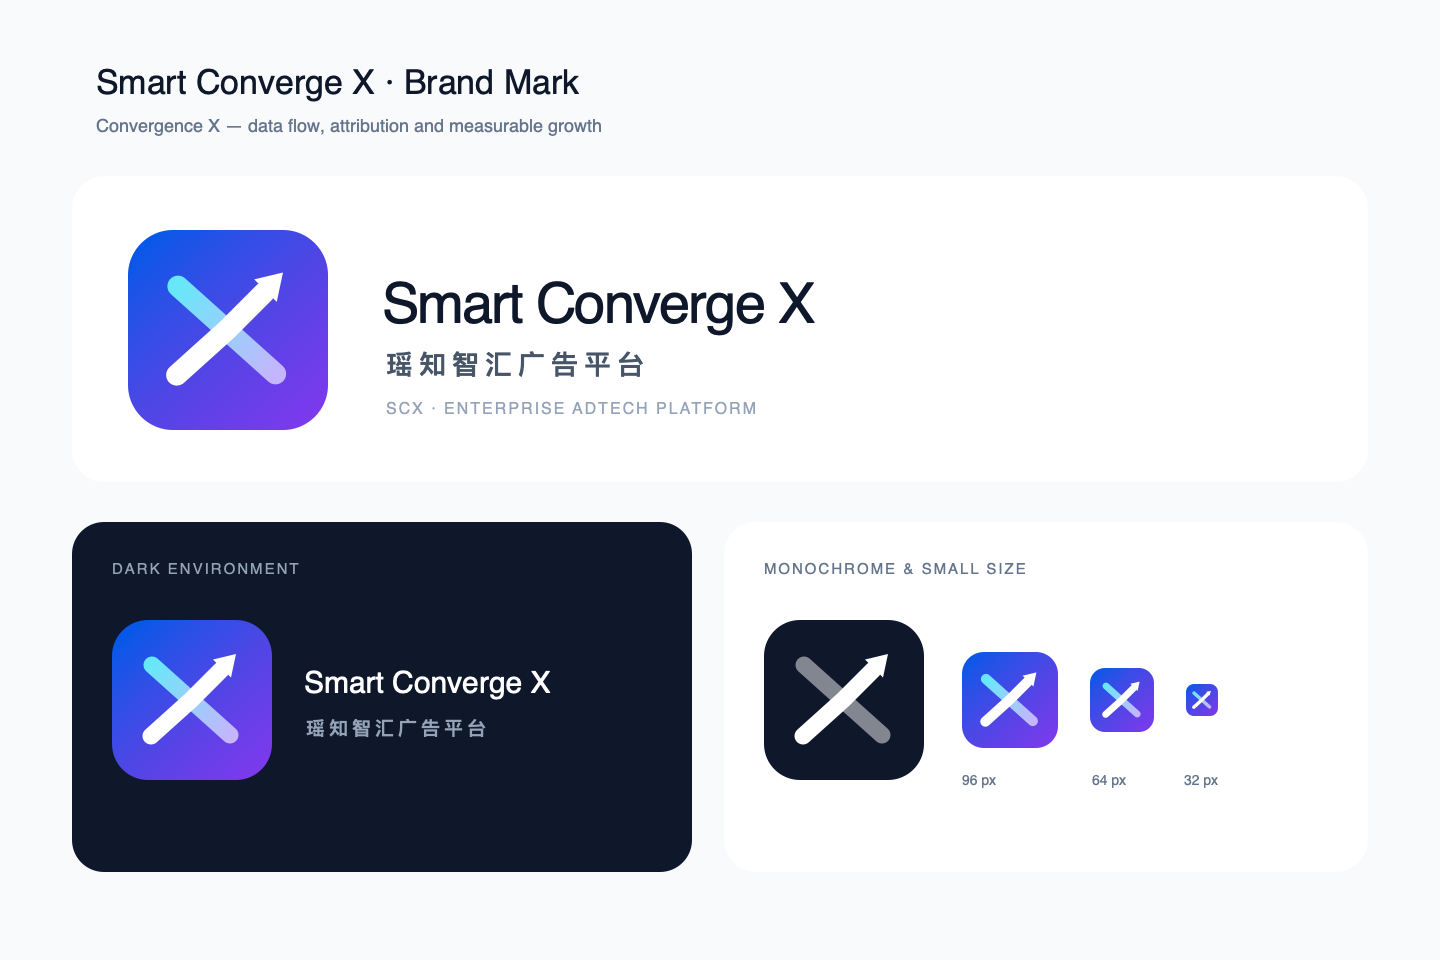 Smart Converge X · Brand Mark
Convergence X — data flow, attribution and measurable growth
Smart Converge X
瑶知智汇广告平台
SCX · ENTERPRISE ADTECH PLATFORM
DARK ENVIRONMENT
Smart Converge X
瑶知智汇广告平台
MONOCHROME & SMALL SIZE
96 px
64 px
32 px